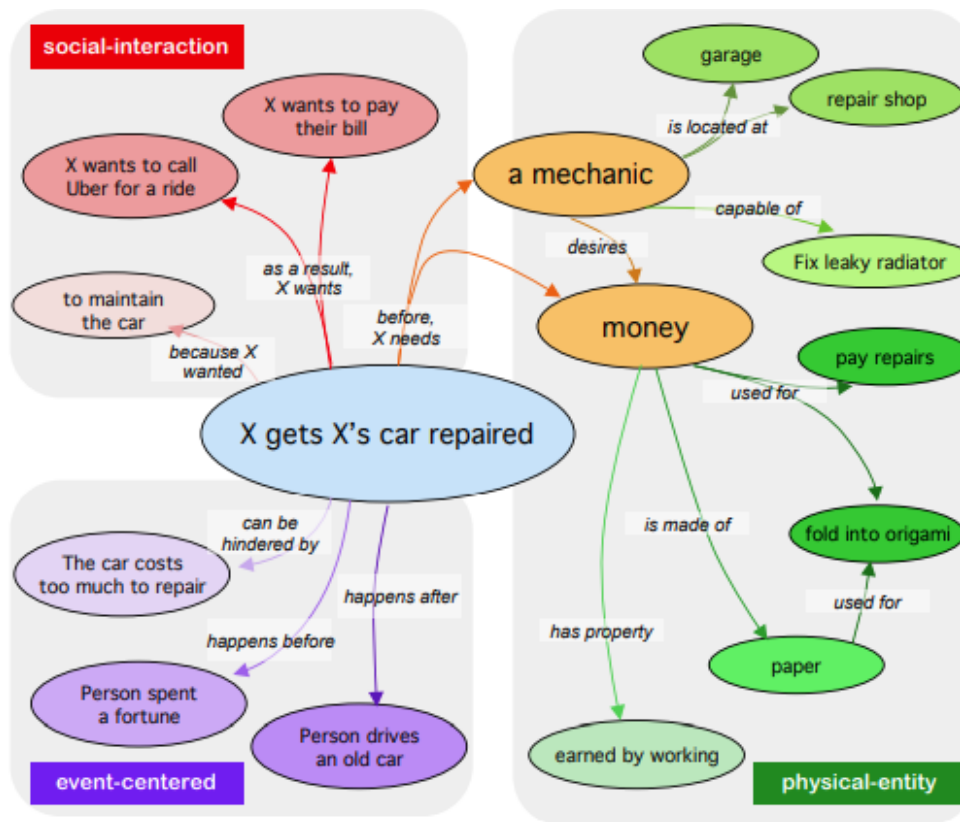 social-interaction
X wants to pay
their bill
X wants to call
Uber for a ride
as a result,
X wants
to maintain
the car
because X
wanted
before,
X needs
X gets X's car repaired
garage
repair shop
is located at
a mechanic
capable of
desires
Fix leaky radiator
money
pay repairs
used for
is made of
fold into origami
used for
has property
paper
earned by working
physical-entity
can be
hindered by
The car costs
too much to repair
happens after
happens before
Person spent
a fortune
Person drives
an old car
event-centered